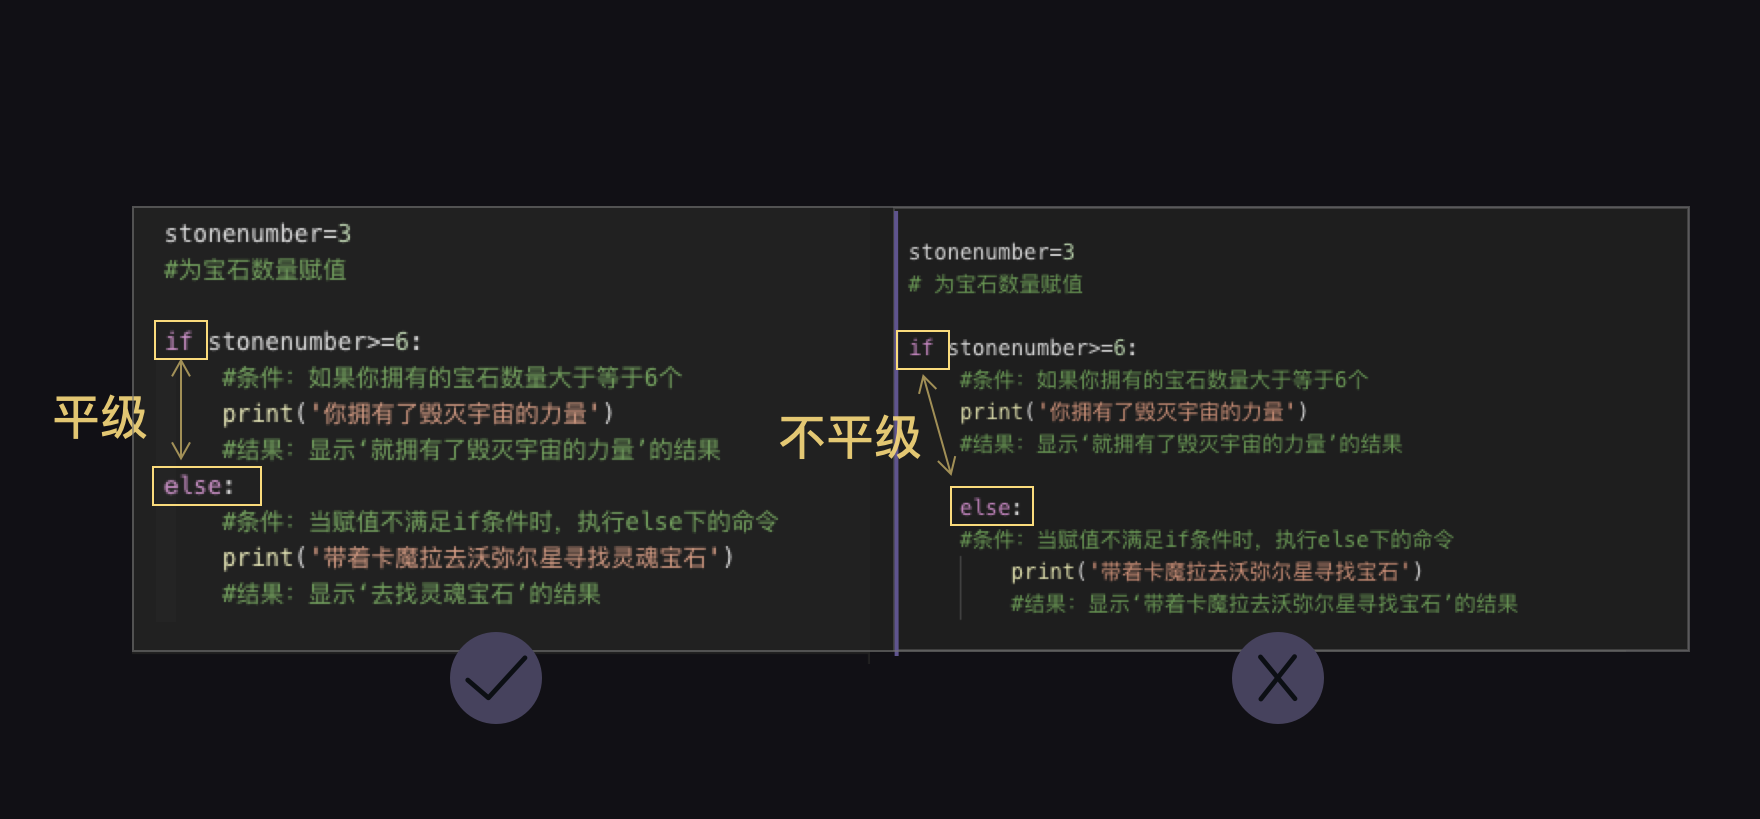 stonenumber=3
#为宝石数量赋值
if stonenumber>=6:
#条件：如果你拥有的宝石数量大于等于6个
print('你拥有了毁灭宇宙的力量')
#结果：显示‘就拥有了毁灭宇宙的力量’的结果
else:
#条件：当赋值不满足if条件时，执行else下的命令
print('带着卡魔拉去沃弥尔星寻找灵魂宝石')
#结果：显示‘去找灵魂宝石’的结果
平级
stonenumber=3
# 为宝石数量赋值
if stonenumber>=6:
#条件：如果你拥有的宝石数量大于等于6个
print('你拥有了毁灭宇宙的力量')
#结果：显示‘就拥有了毁灭宇宙的力量’的结果
else:
#条件：当赋值不满足if条件时，执行else下的命令
print('带着卡魔拉去沃弥尔星寻找宝石')
#结果：显示‘带着卡魔拉去沃弥尔星寻找宝石’的结果
不平级